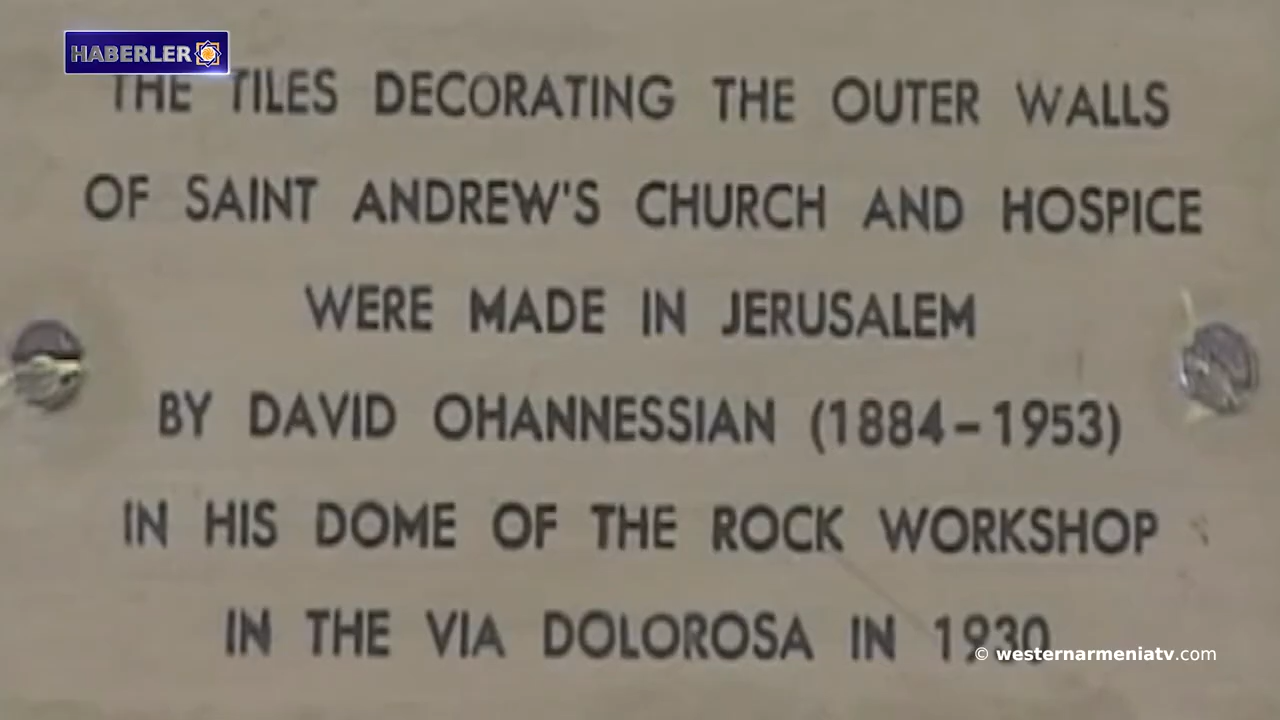 HABERLER
THE TILES DECORATING THE OUTER WALLS
OF SAINT ANDREW'S CHURCH AND HOSPICE
WERE MADE IN JERUSALEM
BY DAVID OHANNESSIAN (1884–1953)
IN HIS DOME OF THE ROCK WORKSHOP
IN THE VIA DOLOROSA IN 1930
© westernarmeniatv.com